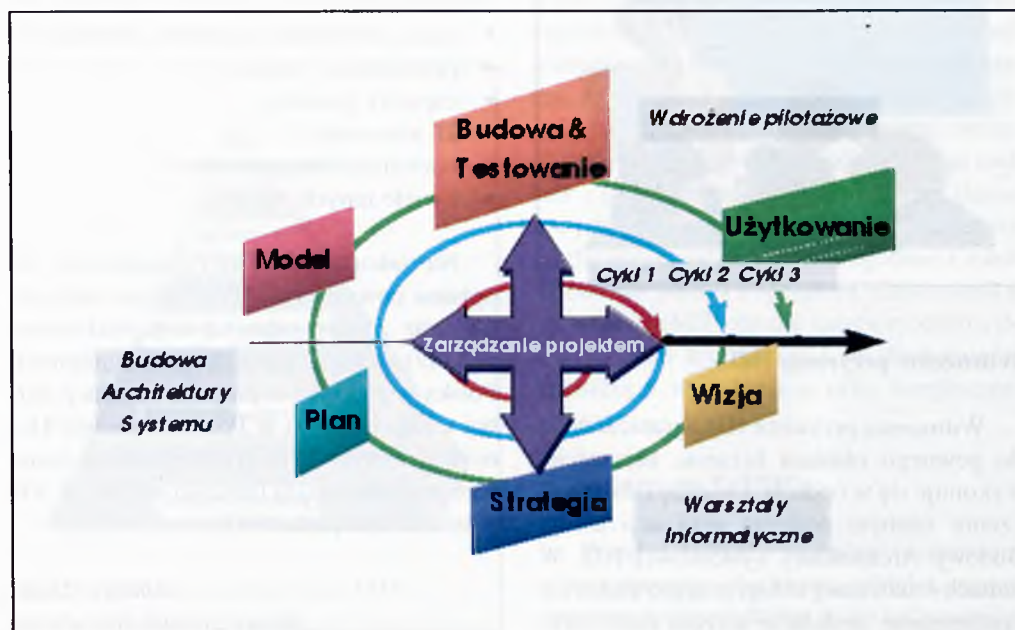 Budowa &
Testowanie
Wdrożenie pilotażowe
Użytkowanie
Model
Cykl 1 Cykl 2 Cykl 3
Zarządzanie projektem
Budowa
Architektury
Systemu
Plan
Wizja
Strategia
Warsztaty
Informatyczne